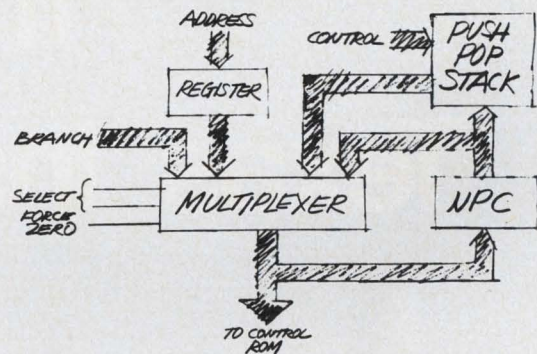 ADDRESS
CONTROL
PUSH
POP
STACK
REGISTER
BRANCH
SELECT
FORCE
ZERO
MULTIPLEXER
NPC
TO CONTROL
ROM